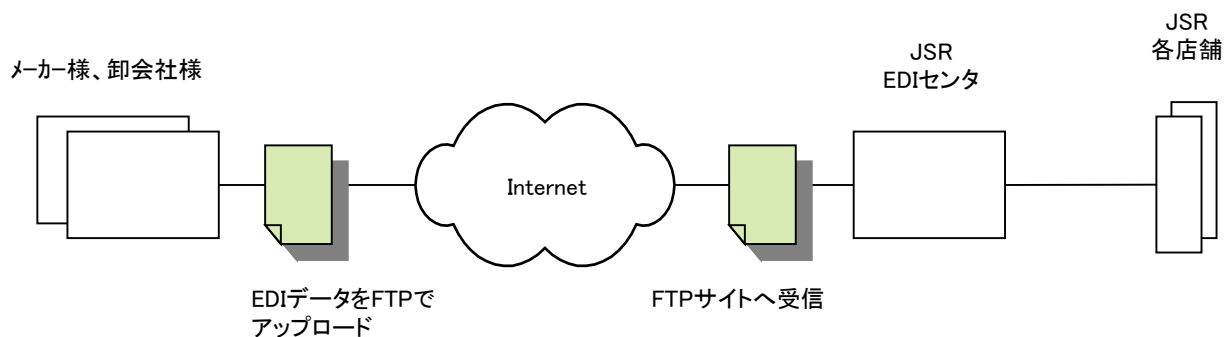 JSR
各店舗
JSR
EDIセンタ
メーカー様、卸会社様
Internet
EDIデータをFTPで
アップロード
FTPサイトへ受信